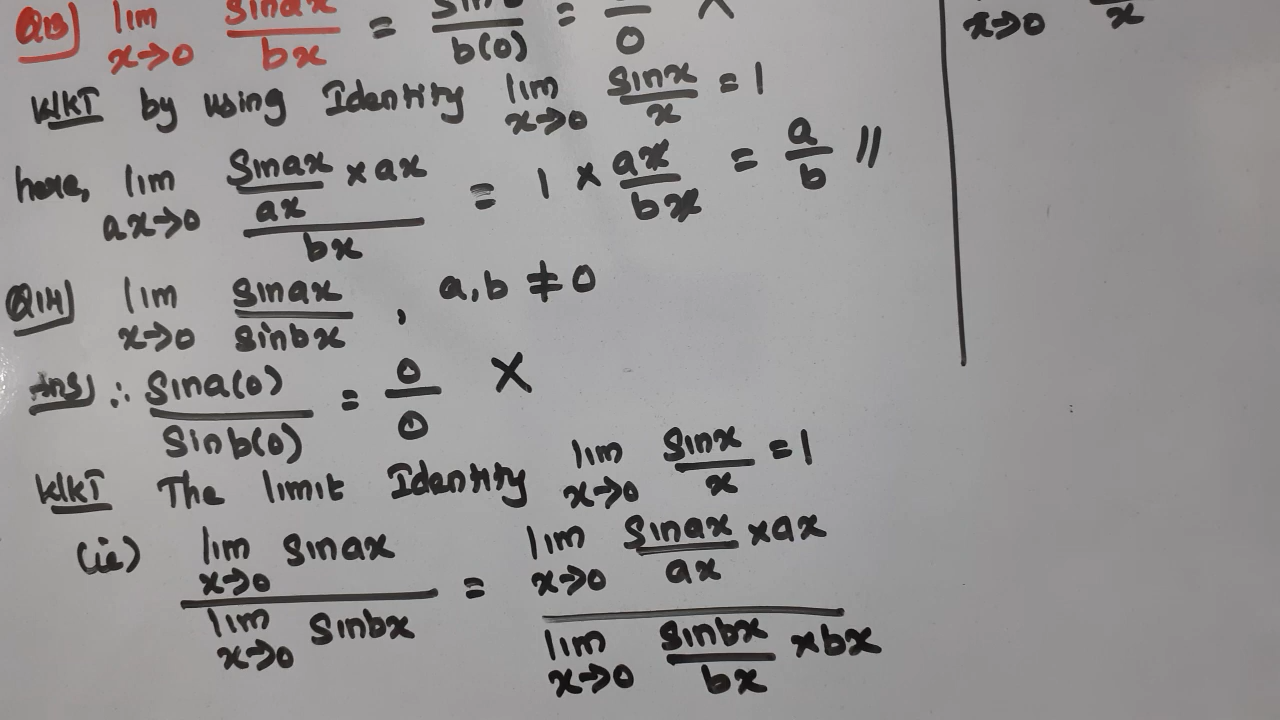 Q13) lim x→0 sinax/bx = sin0/b(0) = 0/0 ×
WKT by using Identity lim x→0 sinx/x = 1
here, lim ax→0 (sinax/ax × ax)/bx = 1 × ax/bx = a/b //
Q14) lim x→0 sinax/sinbx , a,b ≠ 0
Ans) ∴ sina(0)/sinb(0) = 0/0 ×
WKT The limit Identity lim x→0 sinx/x = 1
(ie) lim x→0 sinax / lim x→0 sinbx = lim x→0 sinax/ax × ax / lim x→0 sinbx/bx × bx
x→0 x